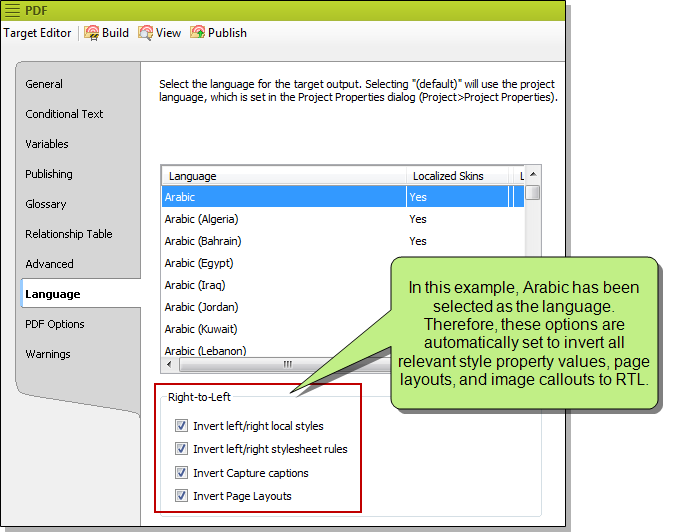 PDF
Target Editor Build View Publish
General
Conditional Text
Variables
Publishing
Glossary
Relationship Table
Advanced
Language
PDF Options
Warnings
Select the language for the target output. Selecting "(default)" will use the project
language, which is set in the Project Properties dialog (Project>Project Properties).
Language Localized Skins L
Arabic Yes
Arabic (Algeria) Yes
Arabic (Bahrain) Yes
Arabic (Egypt)
Arabic (Iraq)
Arabic (Jordan)
Arabic (Kuwait)
Arabic (Lebanon)
In this example, Arabic has been
selected as the language.
Therefore, these options are
automatically set to invert all
relevant style property values, page
layouts, and image callouts to RTL.
Right-to-Left
Invert left/right local styles
Invert left/right stylesheet rules
Invert Capture captions
Invert Page Layouts